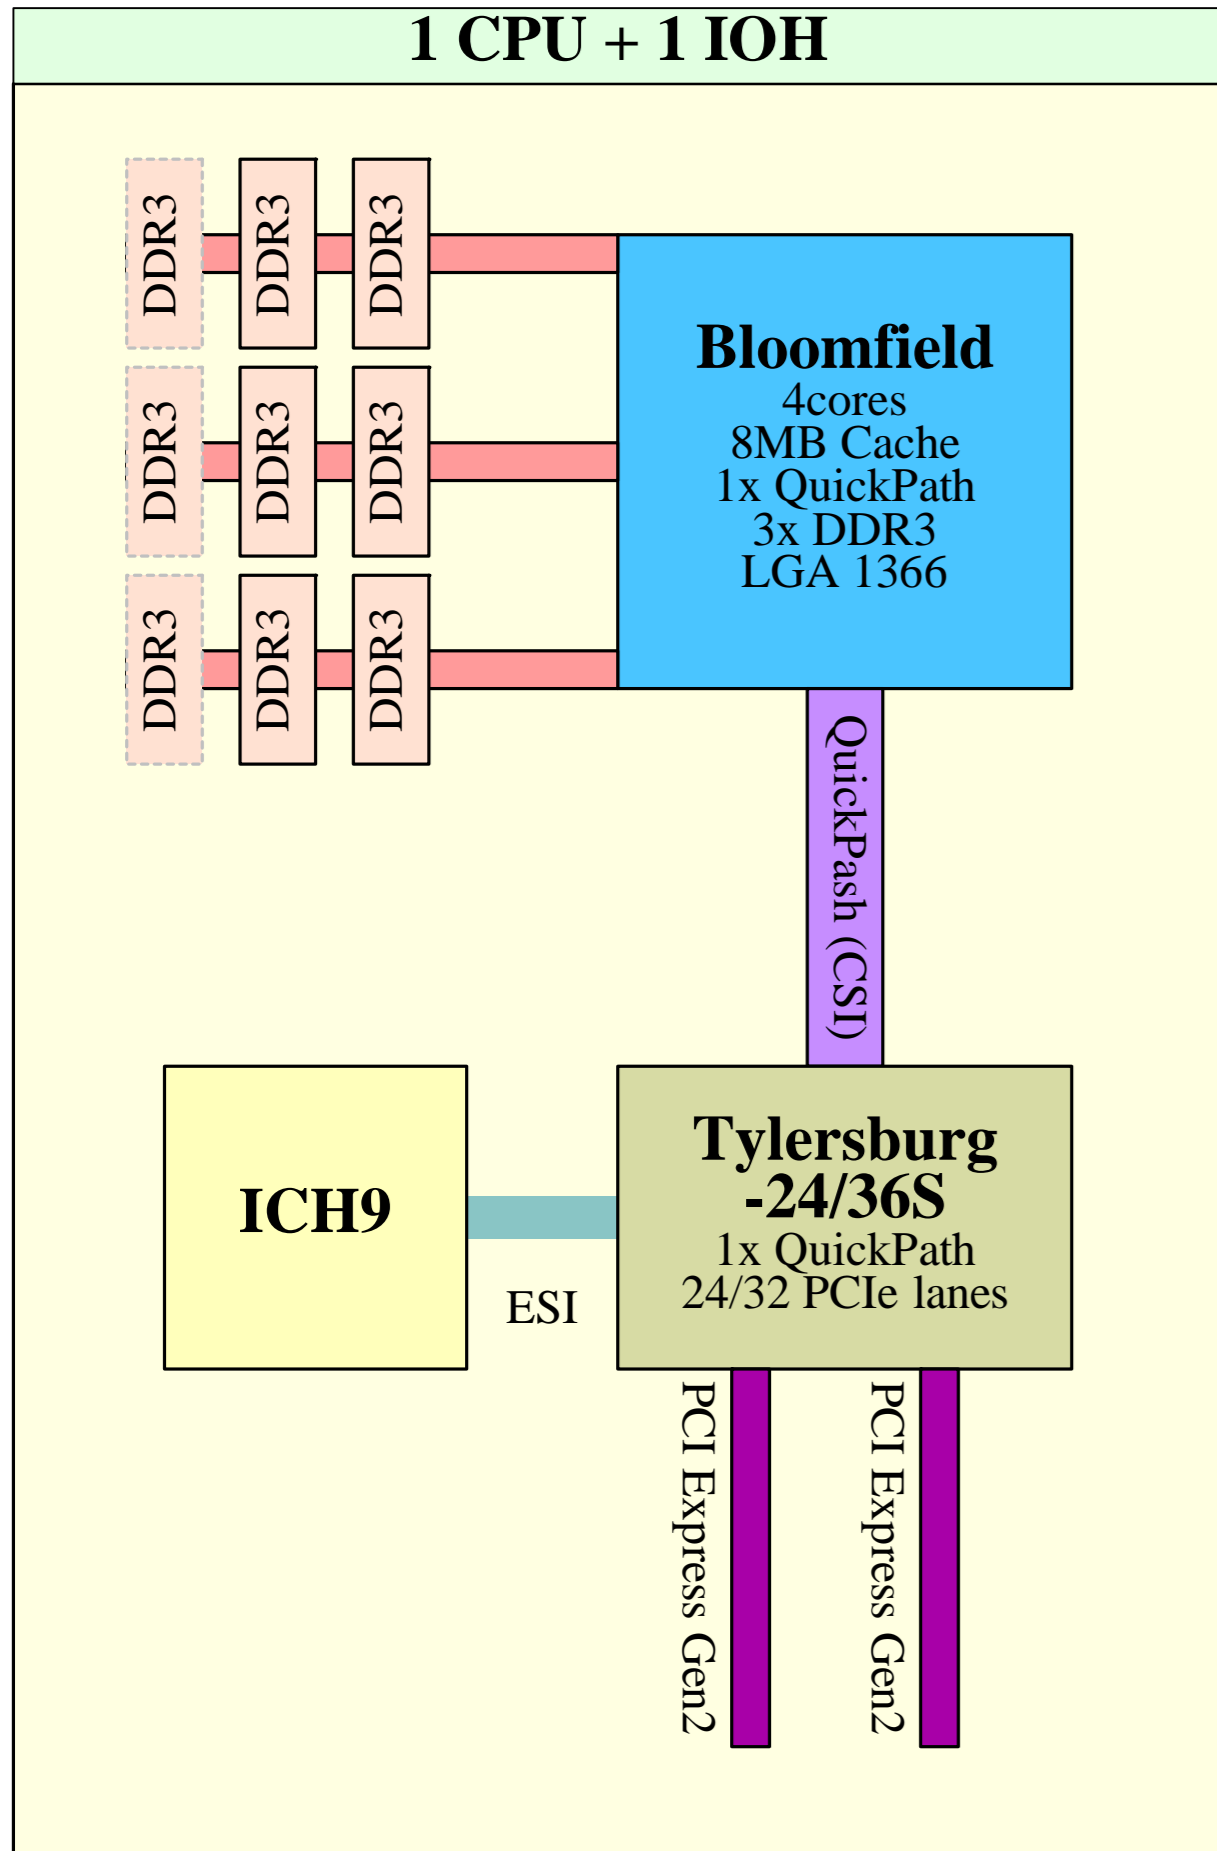 1 CPU + 1 IOH
DDR3
DDR3
DDR3
DDR3
DDR3
DDR3
DDR3
DDR3
DDR3
Bloomfield
4cores
8MB Cache
1x QuickPath
3x DDR3
LGA 1366
QuickPash (CSI)
ICH9
ESI
Tylersburg
-24/36S
1x QuickPath
24/32 PCIe lanes
PCI Express Gen2
PCI Express Gen2